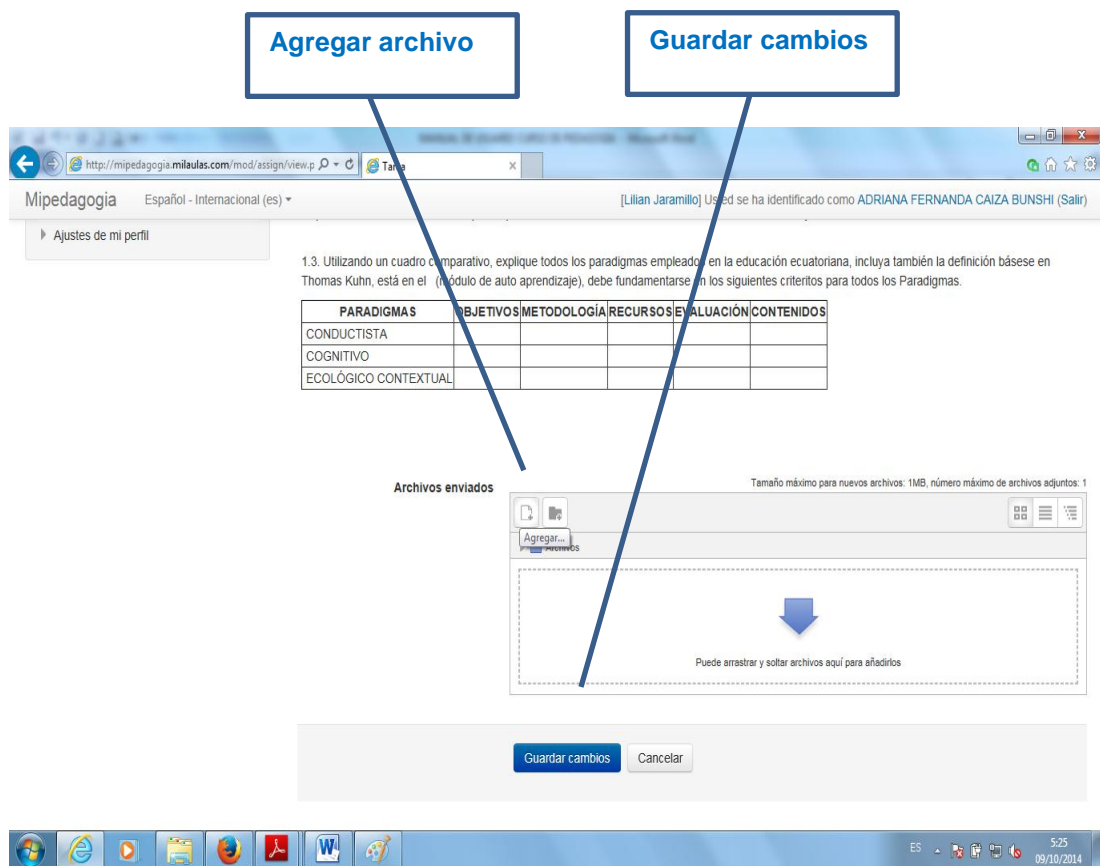 Agregar archivo
Guardar cambios
http://mipedagogia.milaulas.com/mod/assign/view.p
Mipedagogia Español - Internacional (es) [Lilian Jaramillo] Usted se ha identificado como ADRIANA FERNANDA CAIZA BUNSHI (Salir)
Ajustes de mi perfil
1.3. Utilizando un cuadro comparativo, explique todos los paradigmas empleados en la educación ecuatoriana, incluya también la definición básese en
Thomas Kuhn, está en el (módulo de auto aprendizaje), debe fundamentarse en los siguientes criteritos para todos los Paradigmas.
PARADIGMAS OBJETIVOS METODOLOGÍA RECURSOS EVALUACIÓN CONTENIDOS
CONDUCTISTA
COGNITIVO
ECOLÓGICO CONTEXTUAL
Archivos enviados
Tamaño máximo para nuevos archivos: 1MB, número máximo de archivos adjuntos: 1
Agregar...
Archivos
Puede arrastrar y soltar archivos aquí para añadirlos
Guardar cambios Cancelar
ES 5:25
09/10/2014